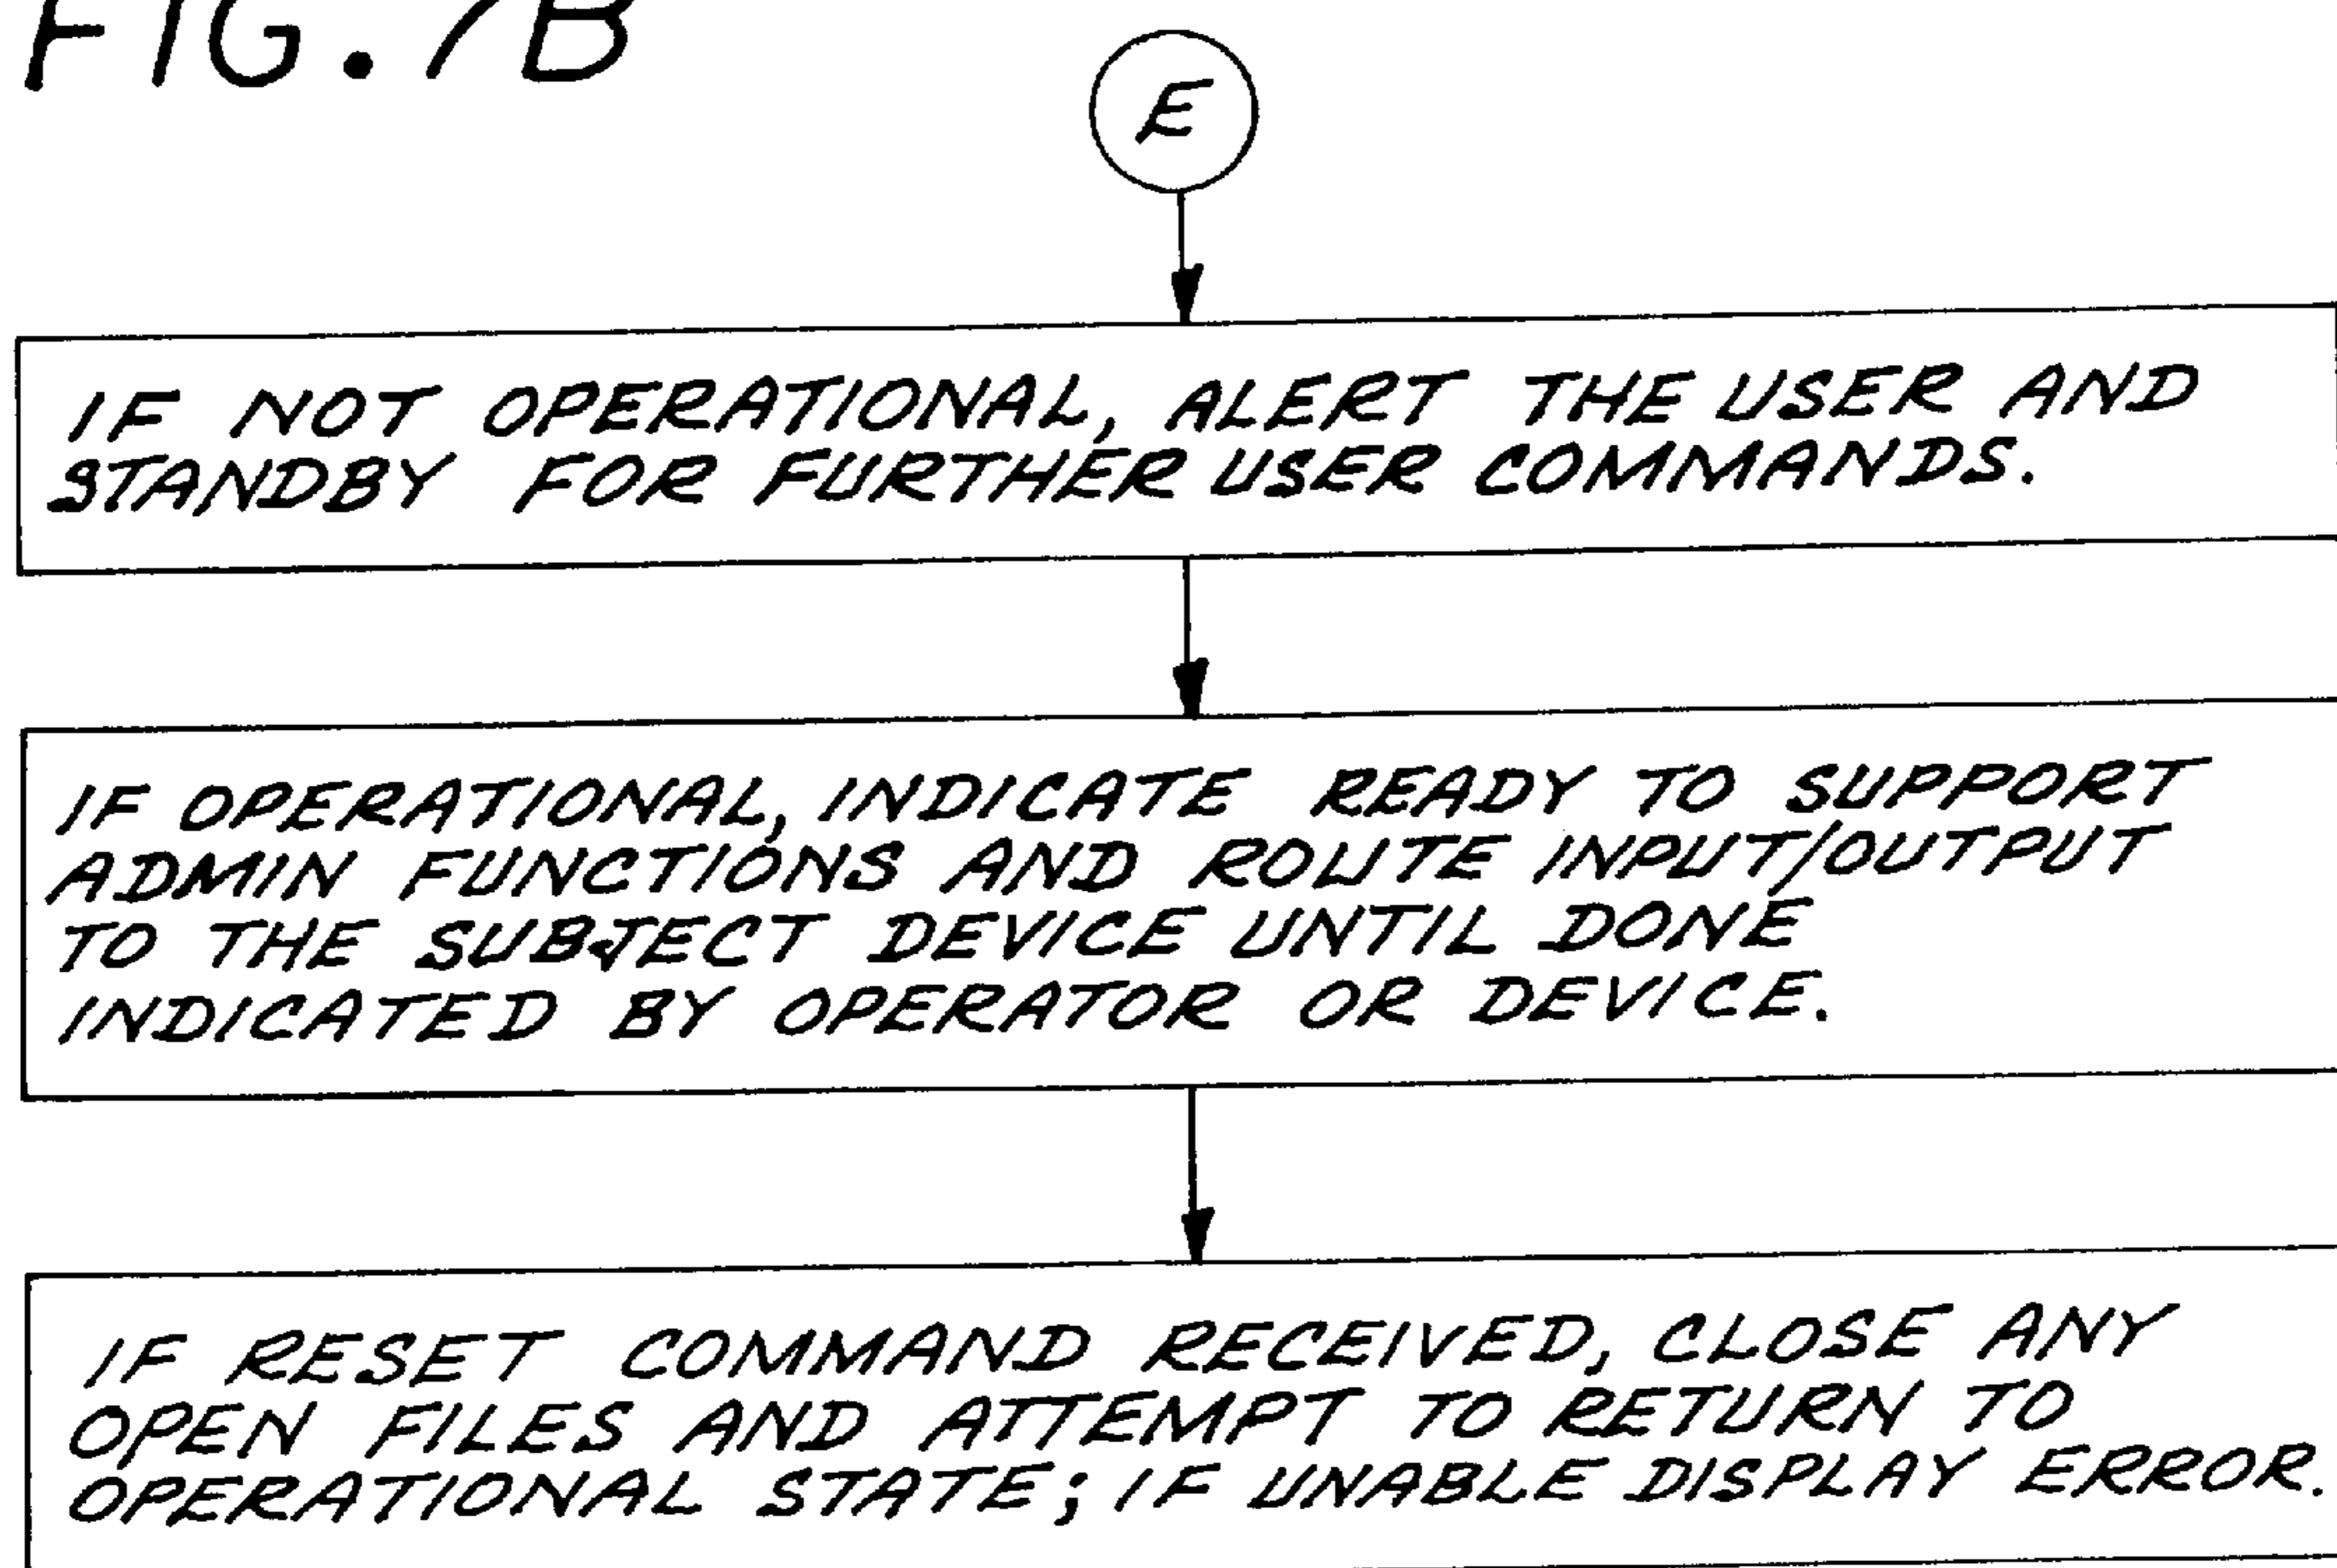 FIG. 7B
E
IF NOT OPERATIONAL, ALERT THE USER AND
STANDBY FOR FURTHER USER COMMANDS.
IF OPERATIONAL, INDICATE READY TO SUPPORT
ADMIN FUNCTIONS AND ROUTE INPUT/OUTPUT
TO THE SUBJECT DEVICE UNTIL DONE
INDICATED BY OPERATOR OR DEVICE.
IF RESET COMMAND RECEIVED, CLOSE ANY
OPEN FILES AND ATTEMPT TO RETURN TO
OPERATIONAL STATE; IF UNABLE DISPLAY ERROR.